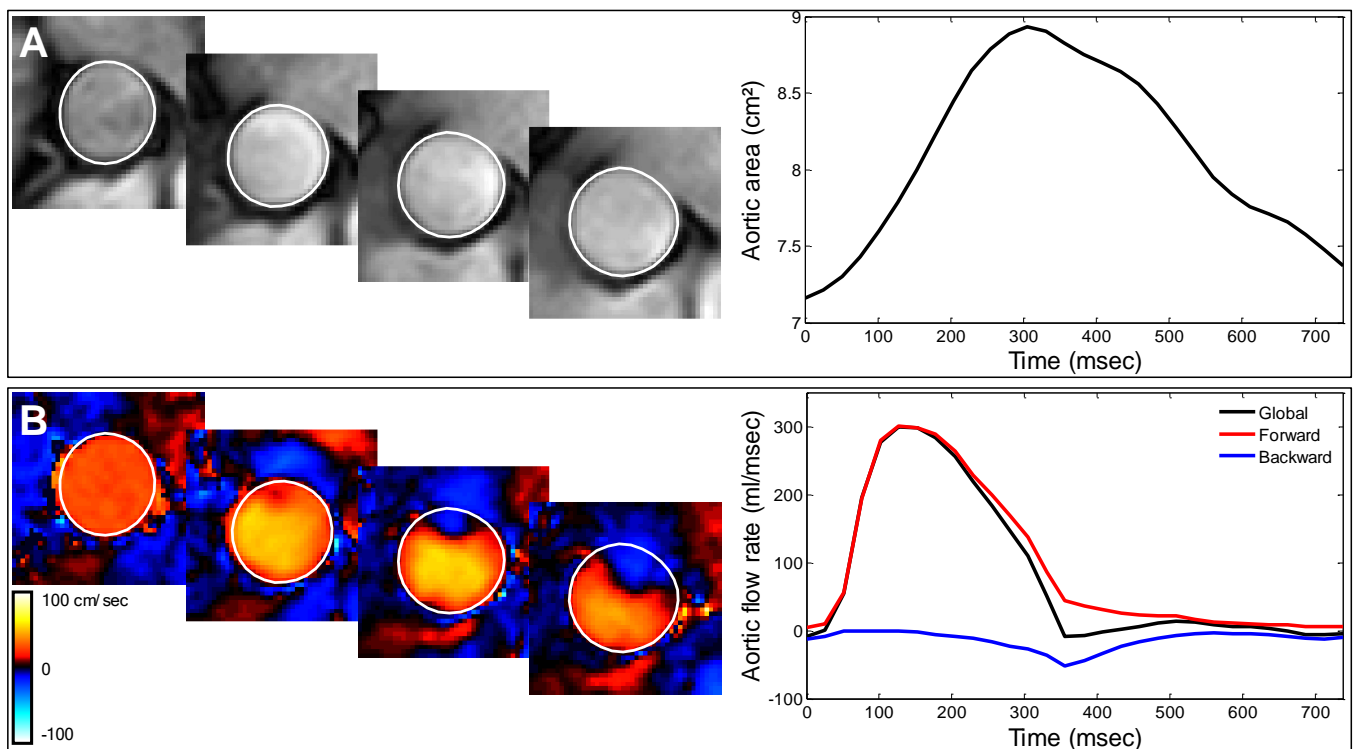 A
Aortic area (cm²)
9
8.5
8
7.5
7
0 100 200 300 400 500 600 700
Time (msec)
B
100 cm/sec
0
-100
Aortic flow rate (ml/msec)
300
200
100
0
-100
Global
Forward
Backward
0 100 200 300 400 500 600 700
Time (msec)